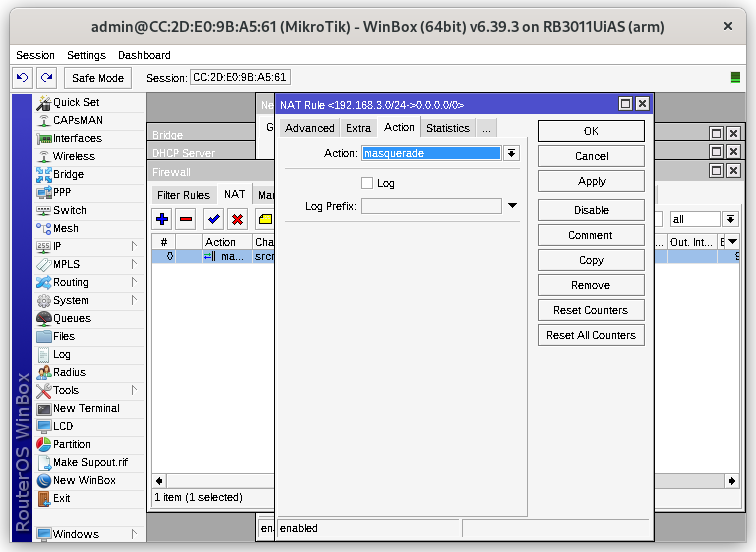 admin@CC:2D:E0:9B:A5:61 (MikroTik) - WinBox (64bit) v6.39.3 on RB3011UiAS (arm)
Session Settings Dashboard
Safe Mode Session: CC:2D:E0:9B:A5:61
Quick Set
CAPsMAN
Interfaces
Wireless
Bridge
PPP
Switch
Mesh
IP
MPLS
Routing
System
Queues
Files
Log
Radius
Tools
New Terminal
LCD
Partition
Make Supout.rif
New WinBox
Exit
Windows
RouterOS WinBox
Bridge
DHCP Server
Firewall
Filter Rules NAT
all
# Action Out. Int...
0 ma...
1 item (1 selected)
NAT Rule <192.168.3.0/24->0.0.0.0/0>
Advanced Extra Action Statistics ...
Action: masquerade
Log
Log Prefix:
OK
Cancel
Apply
Disable
Comment
Copy
Remove
Reset Counters
Reset All Counters
enabled